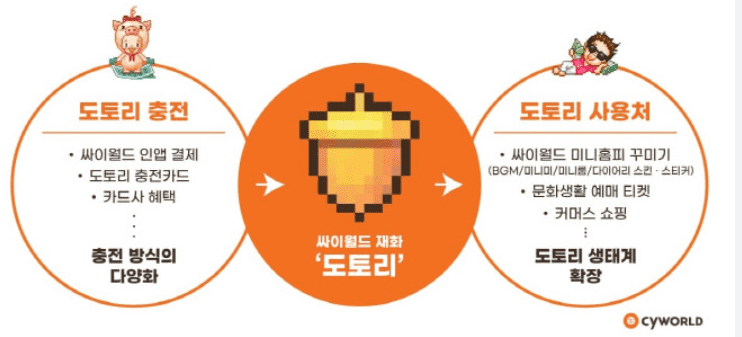 도토리 충전
• 싸이월드 인앱 결제
• 도토리 충전카드
• 카드사 혜택
충전 방식의
다양화
싸이월드 재화
‘도토리’
도토리 사용처
• 싸이월드 미니홈피 꾸미기
(BGM/미니미/미니룸/다이어리 스킨 · 스티커)
• 문화생활 예매 티켓
• 커머스 쇼핑
도토리 생태계
확장
CYWORLD